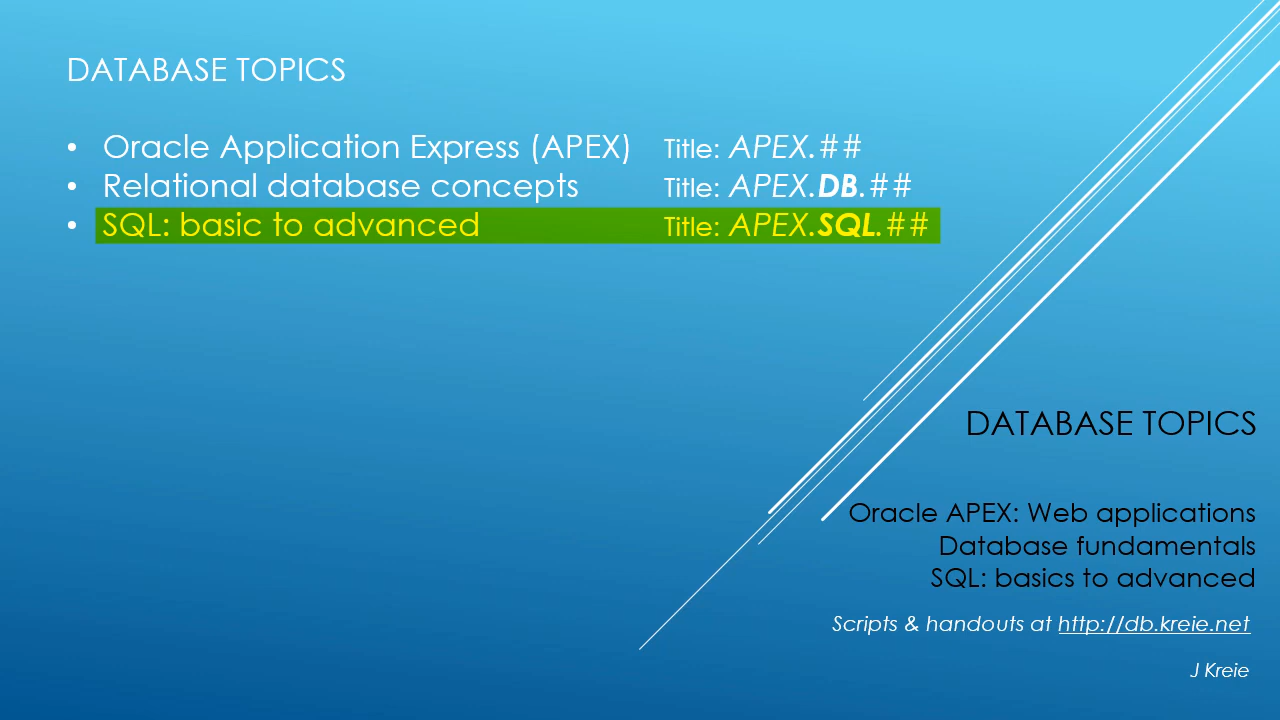 DATABASE TOPICS
• Oracle Application Express (APEX) Title: APEX.##
• Relational database concepts Title: APEX.DB.##
• SQL: basic to advanced Title: APEX.SQL.##
DATABASE TOPICS
Oracle APEX: Web applications
Database fundamentals
SQL: basics to advanced
Scripts & handouts at http://db.kreie.net
J Kreie